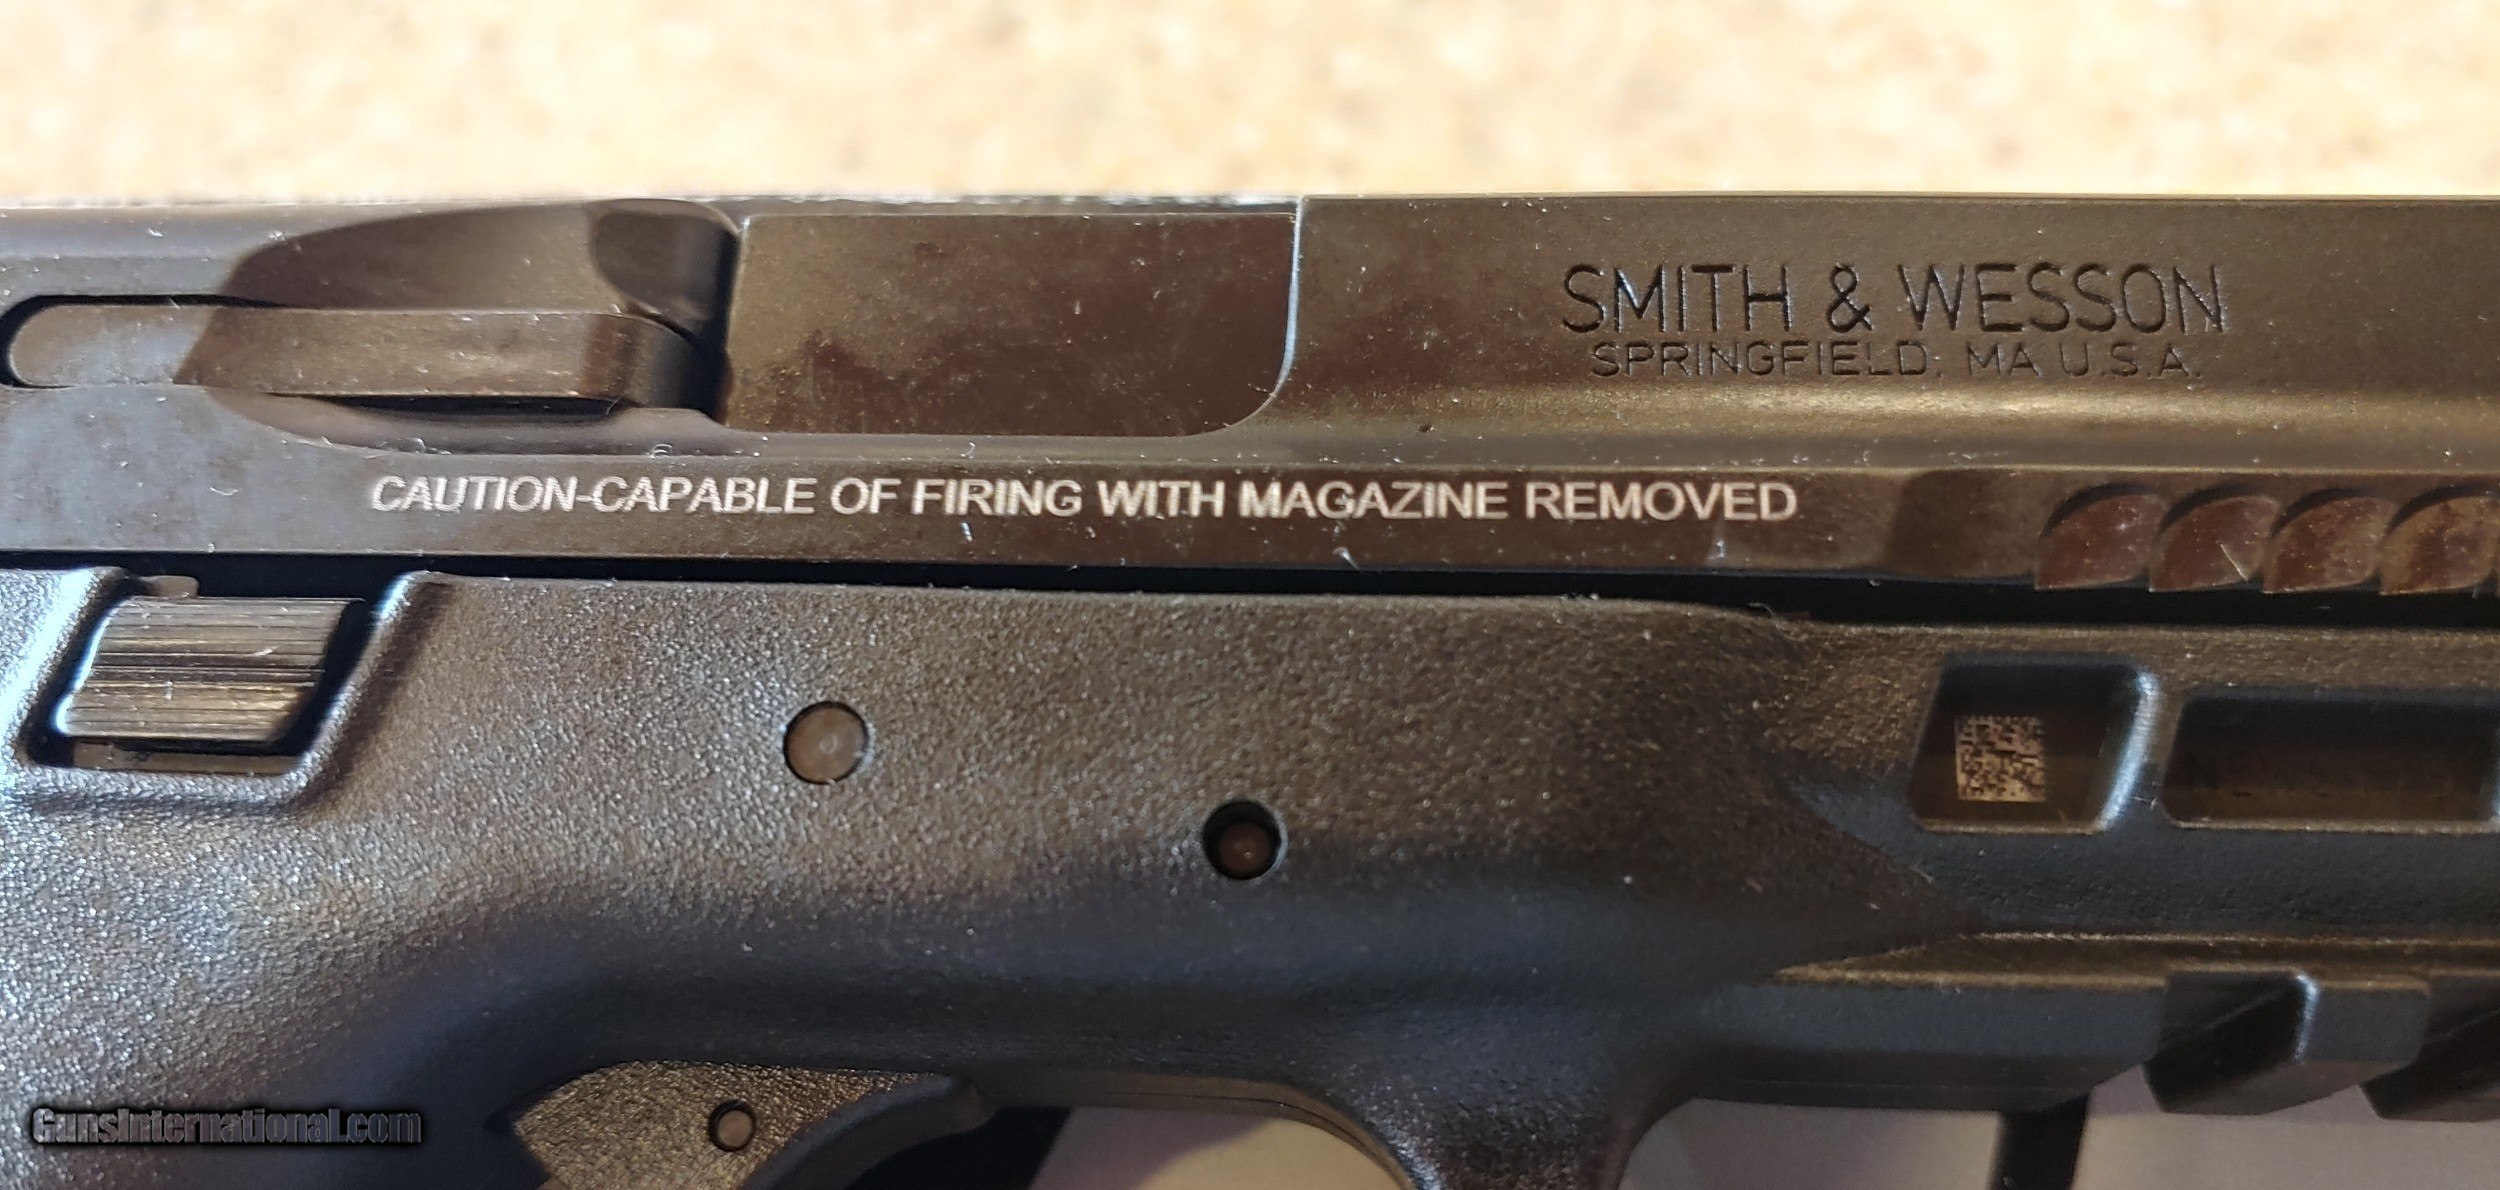 SMITH & WESSON
SPRINGFIELD, MA U.S.A.
CAUTION-CAPABLE OF FIRING WITH MAGAZINE REMOVED
GunsInternational.com